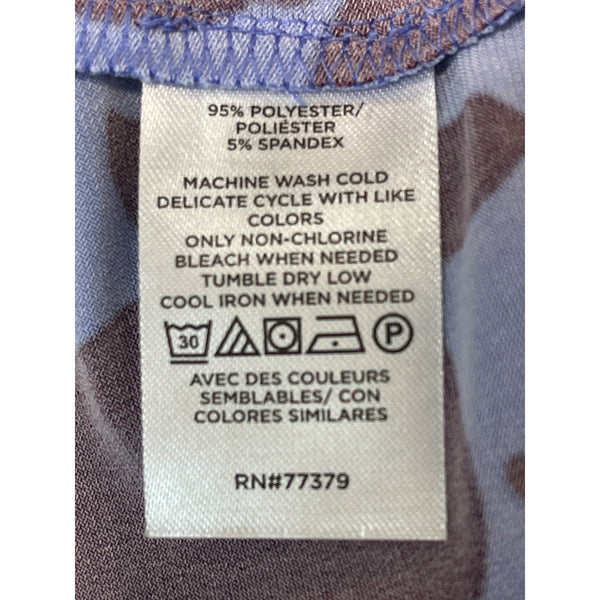 95% POLYESTER/
POLIÉSTER
5% SPANDEX
MACHINE WASH COLD
DELICATE CYCLE WITH LIKE
COLORS
ONLY NON-CHLORINE
BLEACH WHEN NEEDED
TUMBLE DRY LOW
COOL IRON WHEN NEEDED
30 P
AVEC DES COULEURS
SEMBLABLES/ CON
COLORES SIMILARES
RN#77379